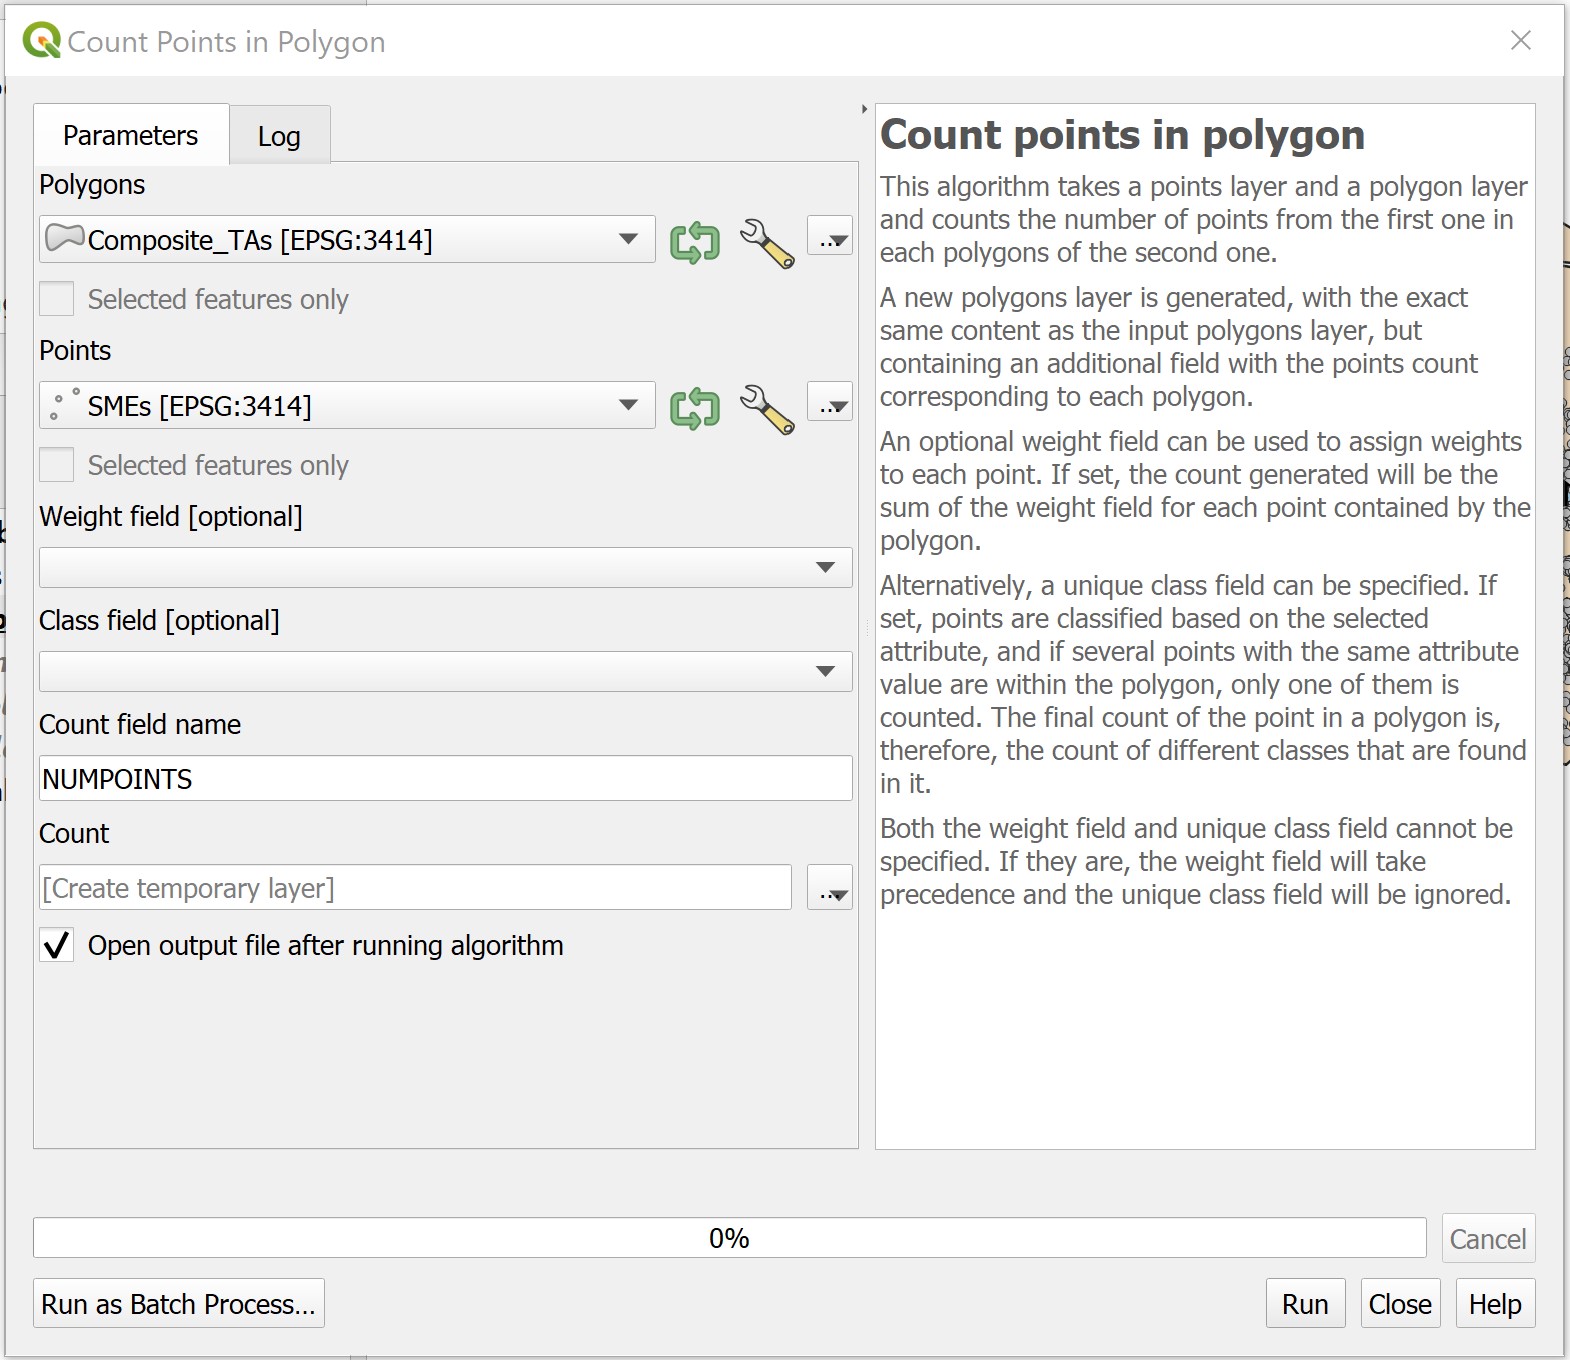 Count Points in Polygon
Parameters
Log
Polygons
Composite_TAs [EPSG:3414]
...
Selected features only
Points
SMEs [EPSG:3414]
...
Selected features only
Weight field [optional]
Class field [optional]
Count field name
NUMPOINTS
Count
[Create temporary layer]
...
Open output file after running algorithm
Count points in polygon
This algorithm takes a points layer and a polygon layer
and counts the number of points from the first one in
each polygons of the second one.
A new polygons layer is generated, with the exact
same content as the input polygons layer, but
containing an additional field with the points count
corresponding to each polygon.
An optional weight field can be used to assign weights
to each point. If set, the count generated will be the
sum of the weight field for each point contained by the
polygon.
Alternatively, a unique class field can be specified. If
set, points are classified based on the selected
attribute, and if several points with the same attribute
value are within the polygon, only one of them is
counted. The final count of the point in a polygon is,
therefore, the count of different classes that are found
in it.
Both the weight field and unique class field cannot be
specified. If they are, the weight field will take
precedence and the unique class field will be ignored.
0%
Cancel
Run as Batch Process...
Run
Close
Help